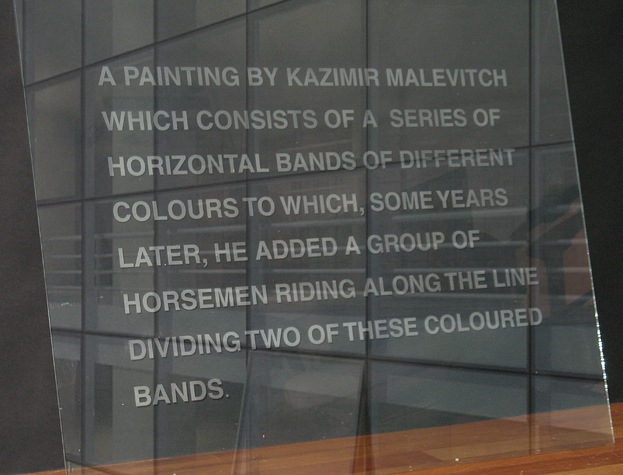 A PAINTING BY KAZIMIR MALEVITCH
WHICH CONSISTS OF A SERIES OF
HORIZONTAL BANDS OF DIFFERENT
COLOURS TO WHICH, SOME YEARS
LATER, HE ADDED A GROUP OF
HORSEMEN RIDING ALONG THE LINE
DIVIDING TWO OF THESE COLOURED
BANDS.